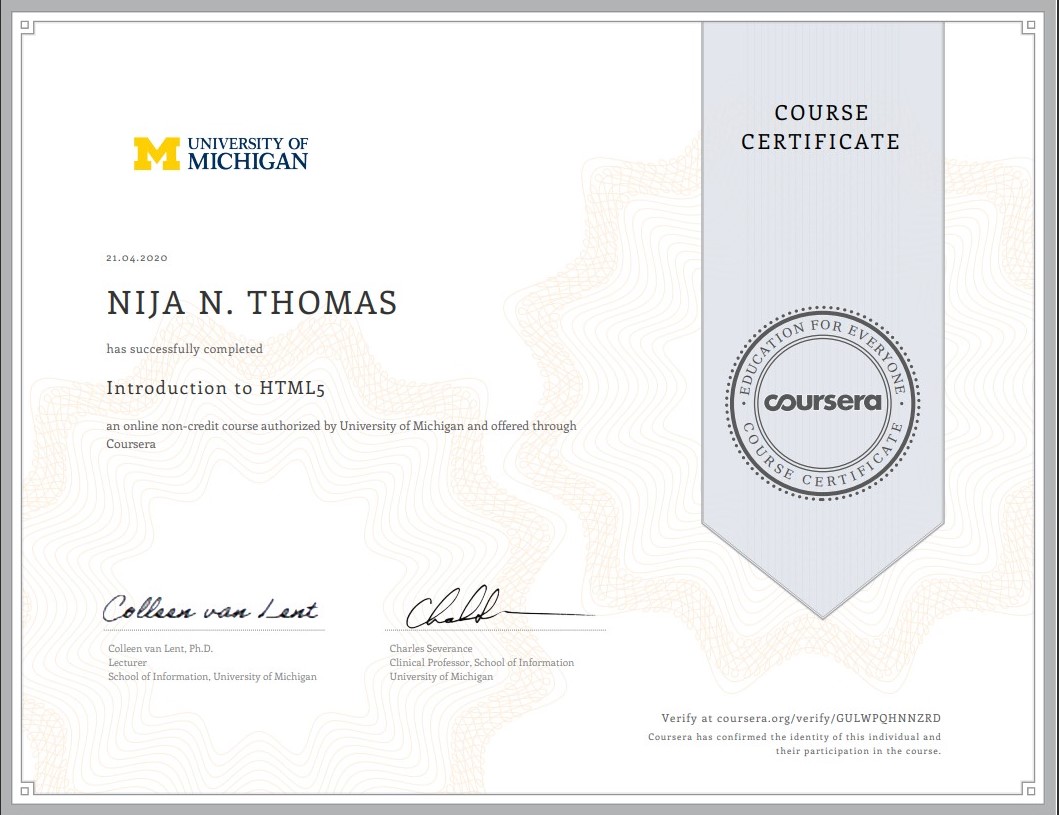 UNIVERSITY OF
MICHIGAN
COURSE
CERTIFICATE
21.04.2020
NIJA N. THOMAS
has successfully completed
Introduction to HTML5
an online non-credit course authorized by University of Michigan and offered through
Coursera
EDUCATION FOR EVERYONE
coursera
COURSE CERTIFICATE
Colleen van Lent
Colleen van Lent, Ph.D.
Lecturer
School of Information, University of Michigan
Charles Severance
Clinical Professor, School of Information
University of Michigan
Verify at coursera.org/verify/GULWPQHNNZRD
Coursera has confirmed the identity of this individual and
their participation in the course.